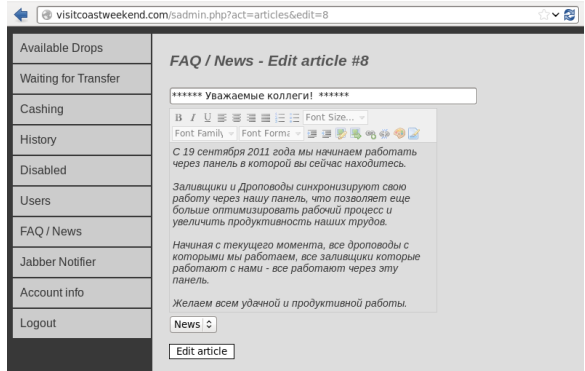 visitcoastweekend.com/sadmin.php?act=articles&edit=8
Available Drops
Waiting for Transfer
Cashing
History
Disabled
Users
FAQ / News
Jabber Notifier
Account info
Logout
FAQ / News - Edit article #8
****** Уважаемые коллеги! ******
B I U Font Size...
Font Family Font Forma
С 19 сентября 2011 года мы начинаем работать
через панель в которой вы сейчас находитесь.
Заливщики и Дроповоды синхронизируют свою
работу через нашу панель, что позволяет еще
больше оптимизировать рабочий процесс и
увеличить продуктивность наших трудов.
Начиная с текущего момента, все дроповоды с
которыми мы работаем, все заливщики которые
работают с нами - все работают через эту
панель.
Желаем всем удачной и продуктивной работы.
News
Edit article